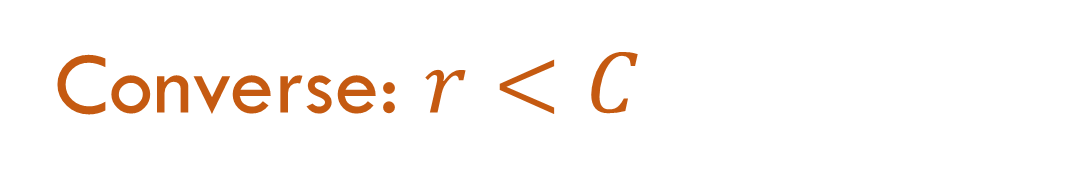 Converse: 𝑟 < 𝐶